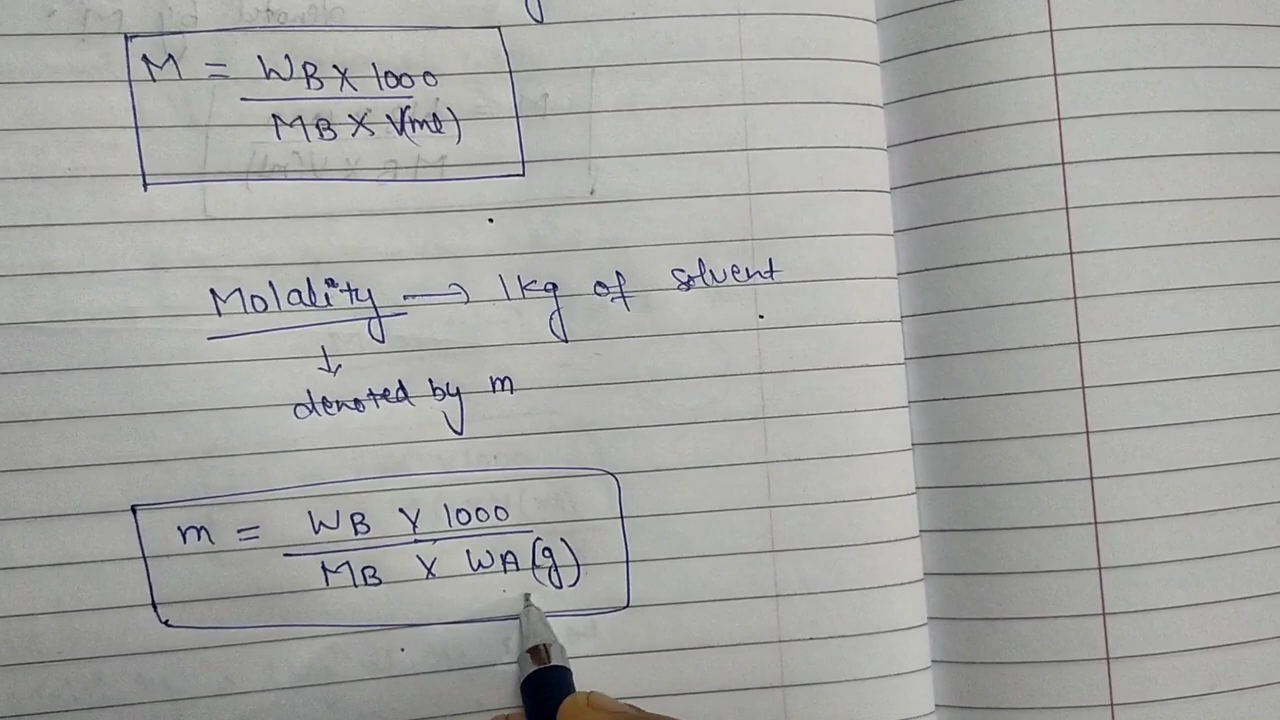 M = WB X 1000
MB X V(ml)
Molality → 1kg of solvent
↓
denoted by m
m = WB X 1000
MB X WA(g)